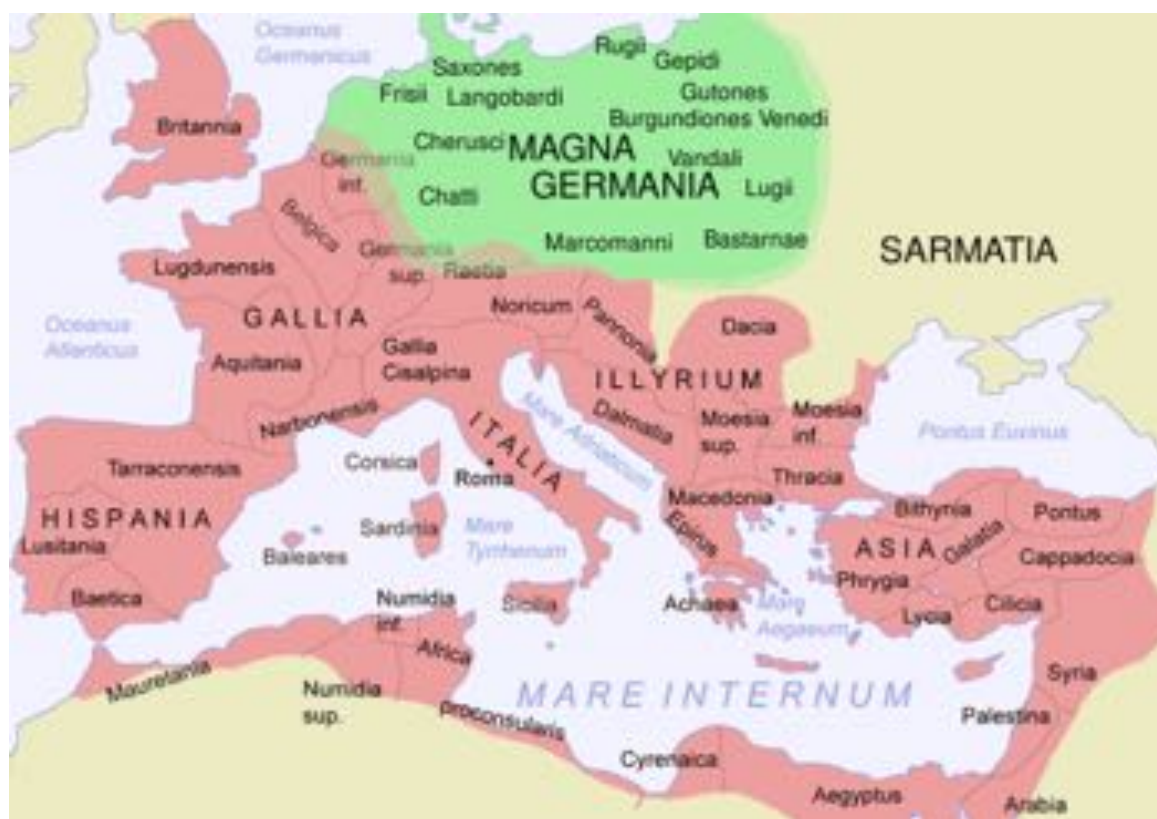 Oceanus
Germanicus
Rugii
Gepidi
Saxones
Frisii
Langobardi
Gutones
Burgundiones Venedi
Britannia
Cherusci
MAGNA
GERMANIA
Vandali
Lugii
Germania
inf.
Chatti
Belgica
Marcomanni
Bastarnae
SARMATIA
Germania
sup.
Raetia
Lugdunensis
Noricum
Pannonia
Dacia
Oceanus
Atlanticus
GALLIA
Gallia
Cisalpina
Aquitania
ILLYRIUM
Narbonensis
ITALIA
Mare Adriaticum
Dalmatia
Moesia
sup.
Moesia
inf.
Pontus Euxinus
Tarraconensis
Corsica
Roma
Thracia
Macedonia
HISPANIA
Lusitania
Sardinia
Mare
Tyrrhenum
Epirus
Bithynia
Pontus
Baleares
ASIA
Galatia
Cappadocia
Phrygia
Baetica
Numidia
inf.
Sicilia
Achaea
Mare
Aegaeum
Lycia
Cilicia
Mauretania
Africa
Numidia
sup.
proconsularis
MARE INTERNUM
Syria
Palestina
Cyrenaica
Aegyptus
Arabia